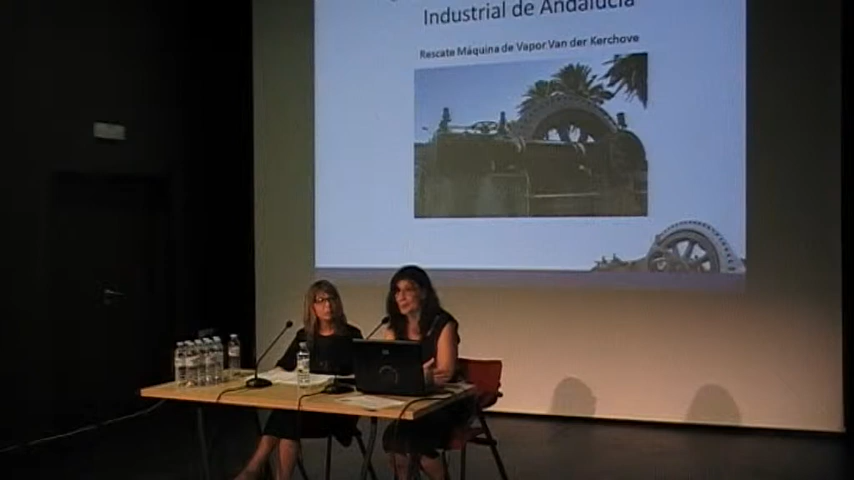 Industrial de Andalucía
Rescate Máquina de Vapor Van der Kerchove